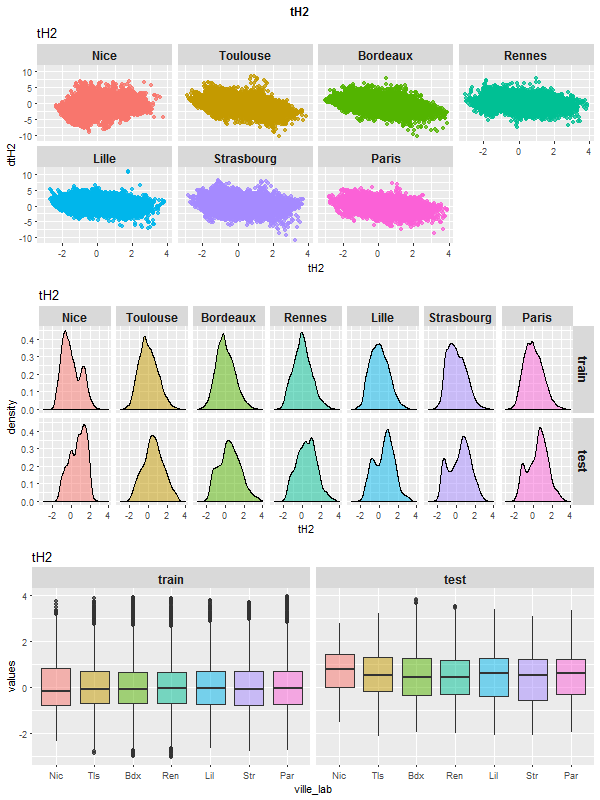 tH2
tH2
Nice Toulouse Bordeaux Rennes
10
5
0
-5
-10
-2 0 2 4
Lille Strasbourg Paris
10
5
0
-5
-10
dtH2
-2 0 2 4 -2 0 2 4 -2 0 2 4
tH2
tH2
Nice Toulouse Bordeaux Rennes Lille Strasbourg Paris
0.4
0.3
0.2
0.1
0.0
train
0.4
0.3
0.2
0.1
0.0
test
density
-2 0 2 4 -2 0 2 4 -2 0 2 4 -2 0 2 4 -2 0 2 4 -2 0 2 4 -2 0 2 4
tH2
tH2
train test
4
2
0
-2
values
Nic Tls Bdx Ren Lil Str Par Nic Tls Bdx Ren Lil Str Par
ville_lab